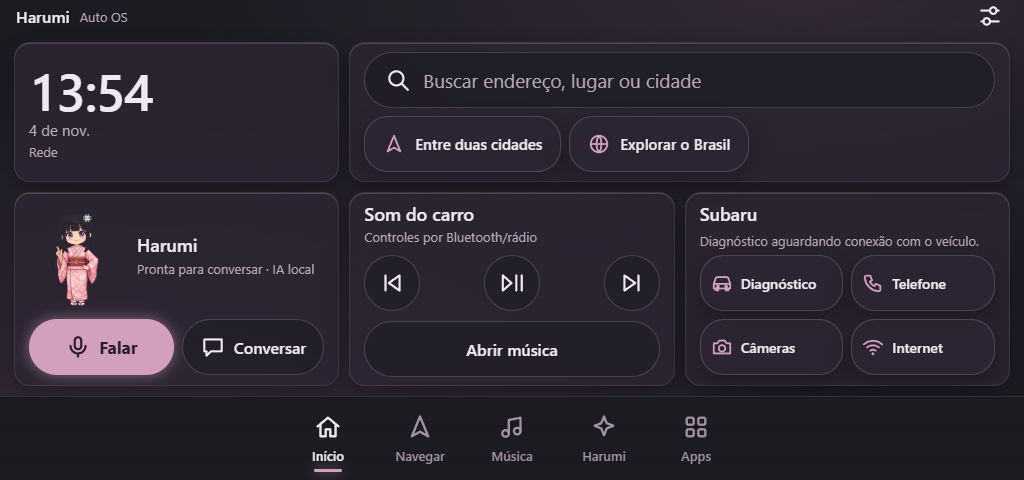 Harumi Auto OS
13:54
4 de nov.
Rede
Buscar endereço, lugar ou cidade
Entre duas cidades
Explorar o Brasil
Harumi
Pronta para conversar · IA local
Falar
Conversar
Som do carro
Controles por Bluetooth/rádio
Abrir música
Subaru
Diagnóstico aguardando conexão com o veículo.
Diagnóstico
Telefone
Câmeras
Internet
Início
Navegar
Música
Harumi
Apps